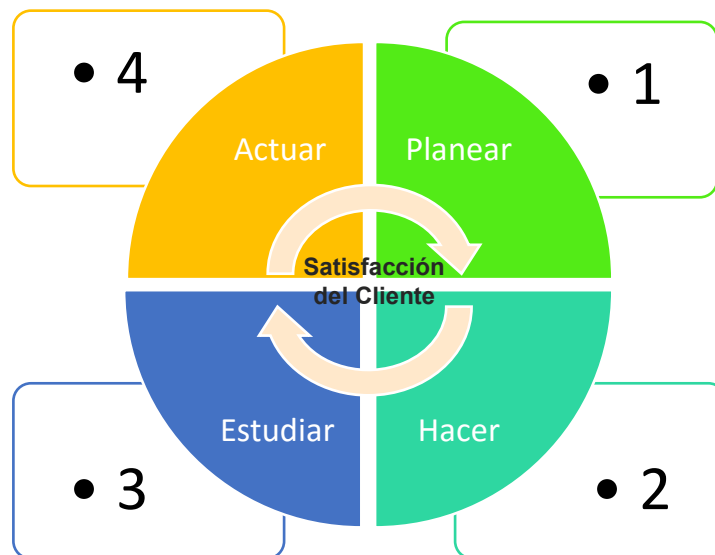 • 4
• 1
Actuar
Planear
Satisfacción
del Cliente
Estudiar
Hacer
• 3
• 2